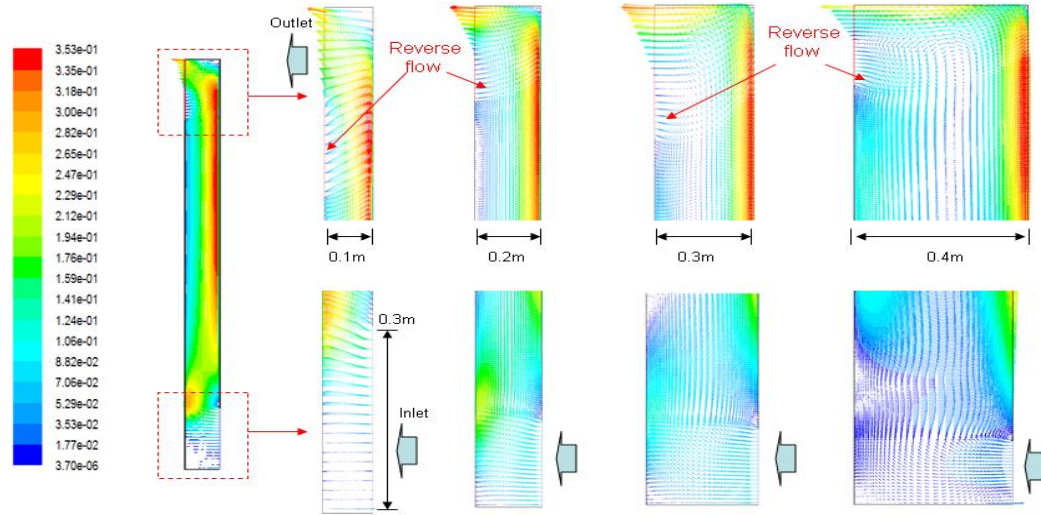 Outlet
Reverse
flow
Reverse
flow
3.53e-01
3.35e-01
3.18e-01
3.00e-01
2.82e-01
2.65e-01
2.47e-01
2.29e-01
2.12e-01
1.94e-01
1.76e-01
1.59e-01
1.41e-01
1.24e-01
1.06e-01
8.82e-02
7.06e-02
5.29e-02
3.53e-02
1.77e-02
3.70e-06
0.1m
0.2m
0.3m
0.4m
0.3m
Inlet